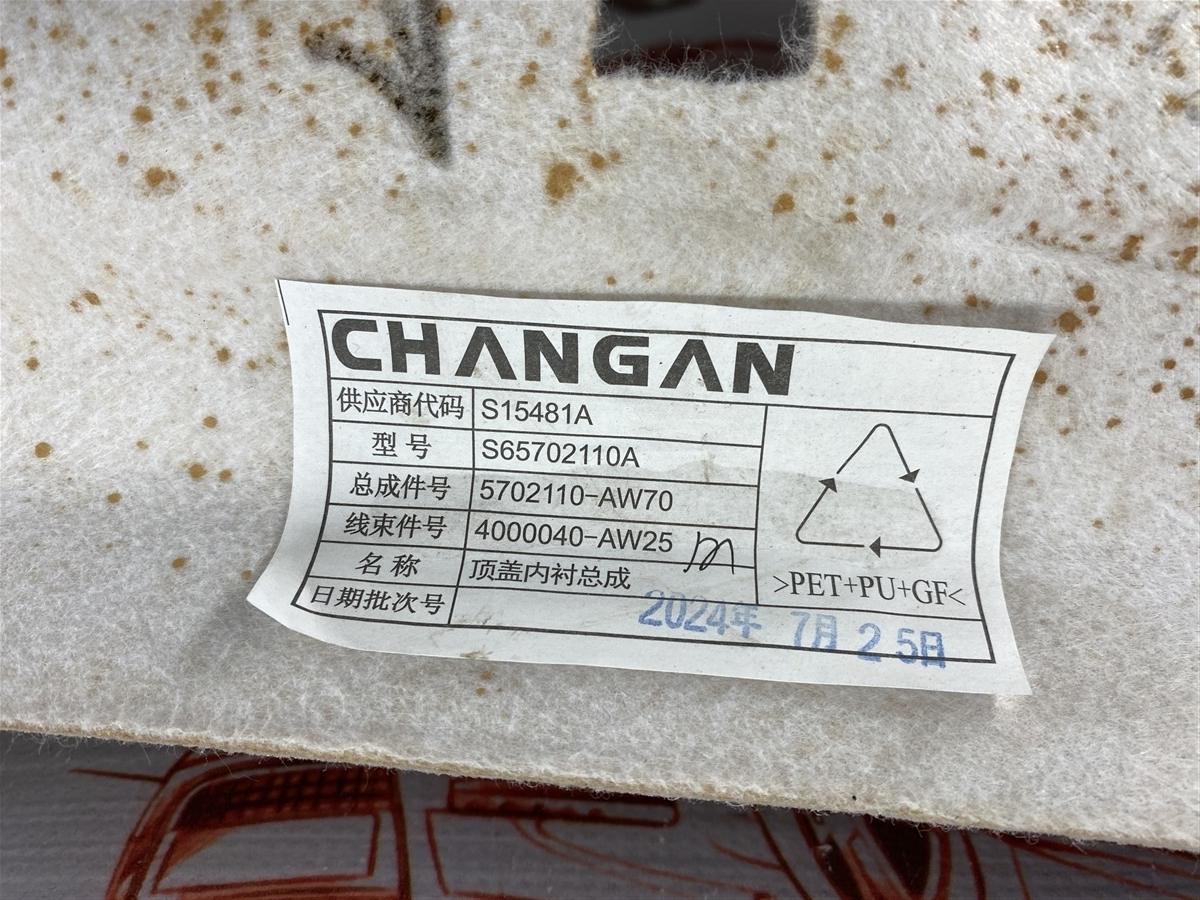 CHANGAN
供应商代码 S15481A
型号 S65702110A
总成件号 5702110-AW70
线束件号 4000040-AW25
名称 顶盖内衬总成
>PET+PU+GF<
日期批次号 2024年 7月 25日